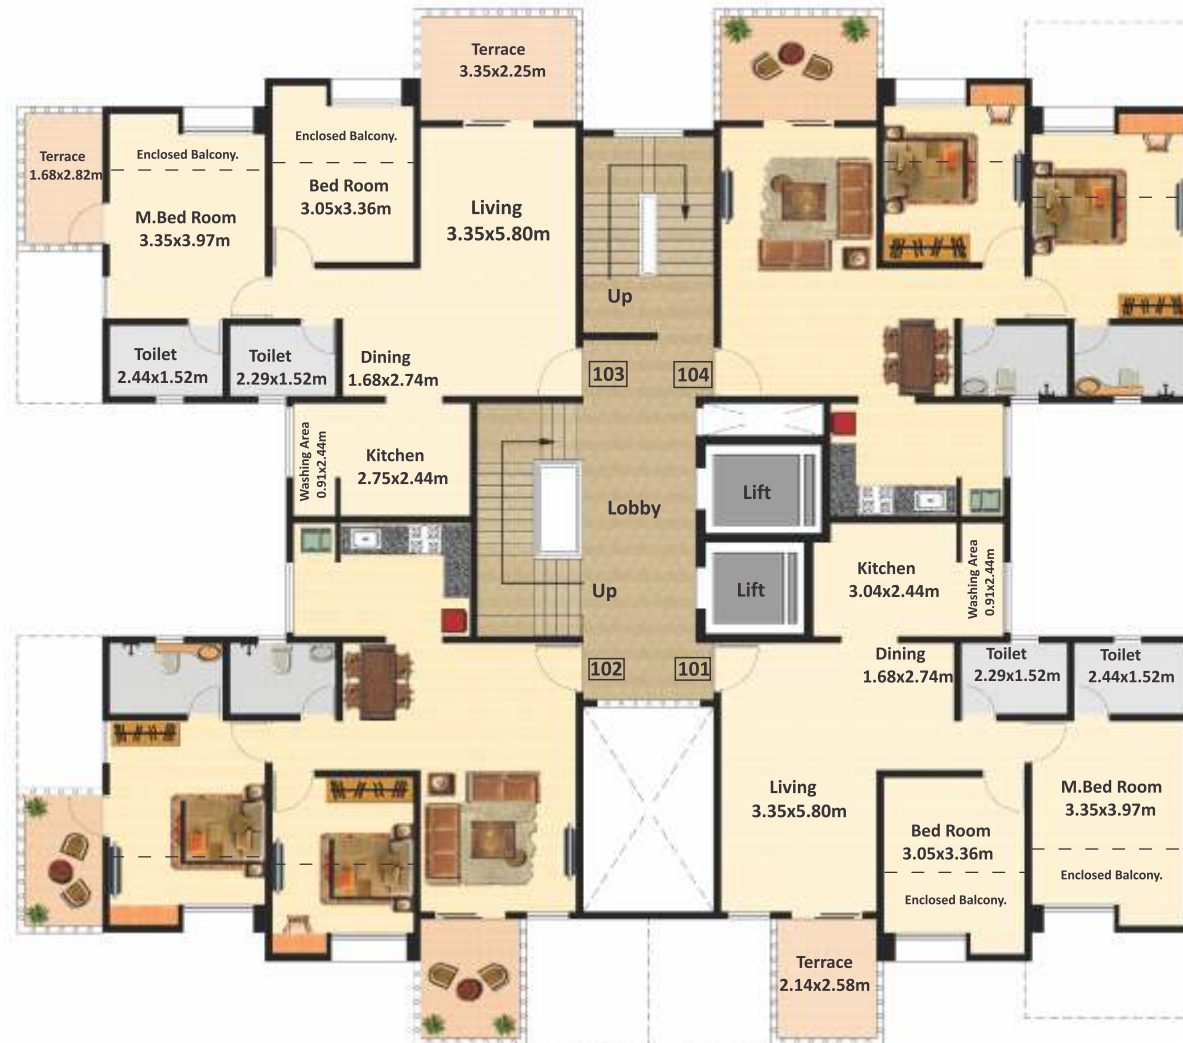 Terrace
3.35x2.25m
Enclosed Balcony.
Bed Room
3.05x3.36m
Terrace
1.68x2.82m
Enclosed Balcony.
M.Bed Room
3.35x3.97m
Living
3.35x5.80m
Up
Toilet
2.44x1.52m
Toilet
2.29x1.52m
Dining
1.68x2.74m
103
104
Washing Area
0.91x2.44m
Kitchen
2.75x2.44m
Lobby
Lift
Lift
Up
Kitchen
3.04x2.44m
Washing Area
0.91x2.44m
102
101
Dining
1.68x2.74m
Toilet
2.29x1.52m
Toilet
2.44x1.52m
Living
3.35x5.80m
Bed Room
3.05x3.36m
Enclosed Balcony.
M.Bed Room
3.35x3.97m
Enclosed Balcony.
Terrace
2.14x2.58m